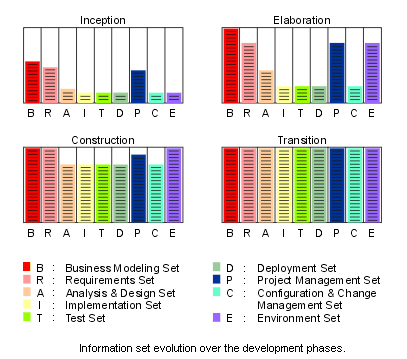 Inception
B R A I T D P C E
Elaboration
B R A I T D P C E
Construction
B R A I T D P C E
Transition
B R A I T D P C E
B : Business Modeling Set
R : Requirements Set
A : Analysis & Design Set
I : Implementation Set
T : Test Set
D : Deployment Set
P : Project Management Set
C : Configuration & Change
Management Set
E : Environment Set
Information set evolution over the development phases.